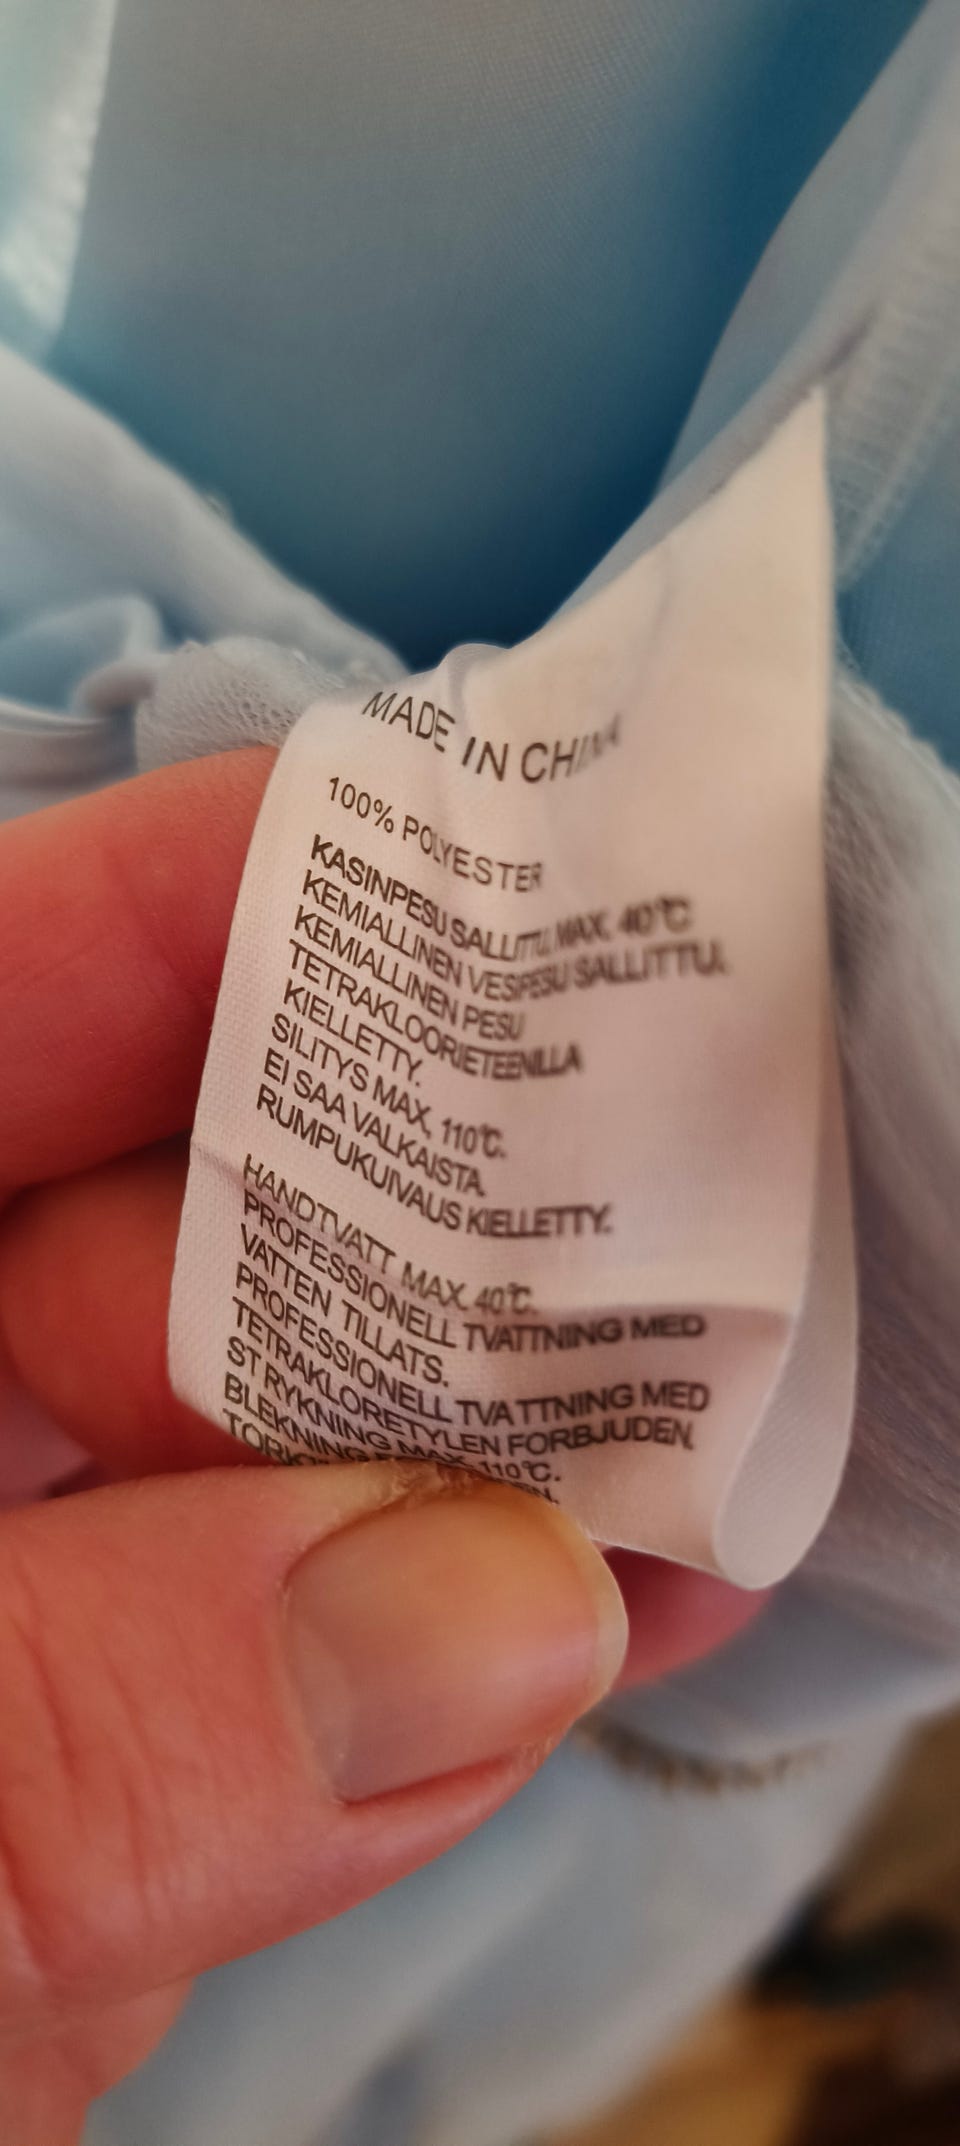 MADE IN CHINA
100% POLYESTER
KASINPESU SALLITTU, MAX. 40℃
KEMIALLINEN VESIPESU SALLITTU.
KEMIALLINEN PESU
TETRAKLOORIETEENILLA
KIELLETTY.
SILITYS MAX, 110℃.
EI SAA VALKAISTA.
RUMPUKUIVAUS KIELLETTY.
HANDTVATT MAX. 40℃.
PROFESSIONELL TVATTNING MED
VATTEN TILLATS.
PROFESSIONELL TVATTNING MED
TETRAKLORETYLEN FORBJUDEN.
STRYKNING MAX. 110℃.
BLEKNING